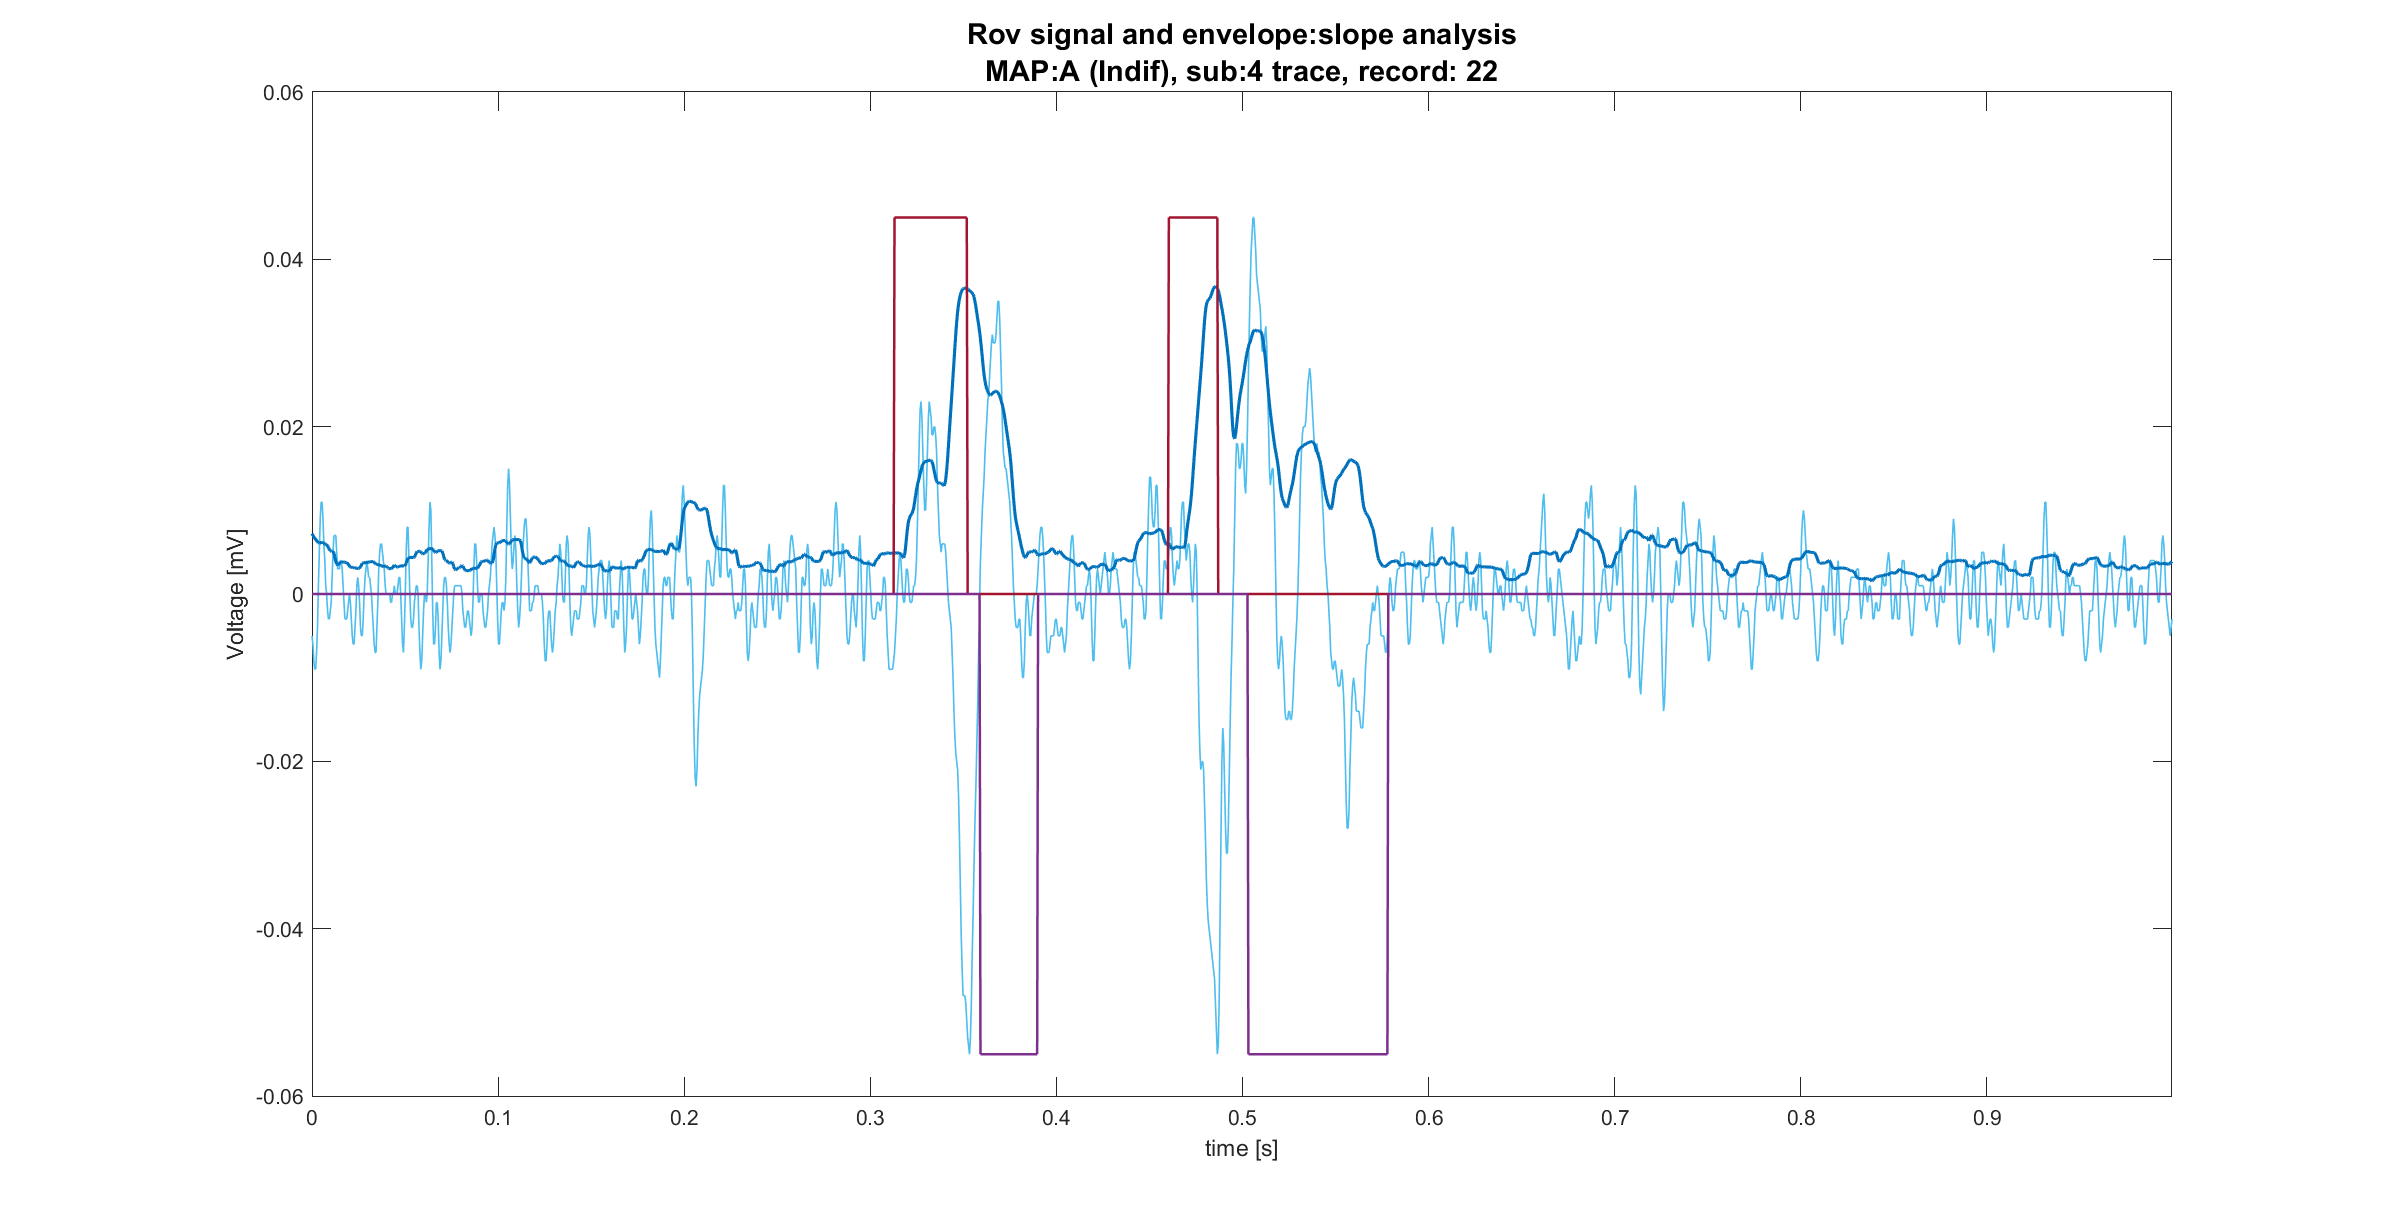 Rov signal and envelope:slope analysis
MAP:A (Indif), sub:4 trace, record: 22
0.06
0.04
0.02
0
-0.02
-0.04
-0.06
Voltage [mV]
0 0.1 0.2 0.3 0.4 0.5 0.6 0.7 0.8 0.9
time [s]